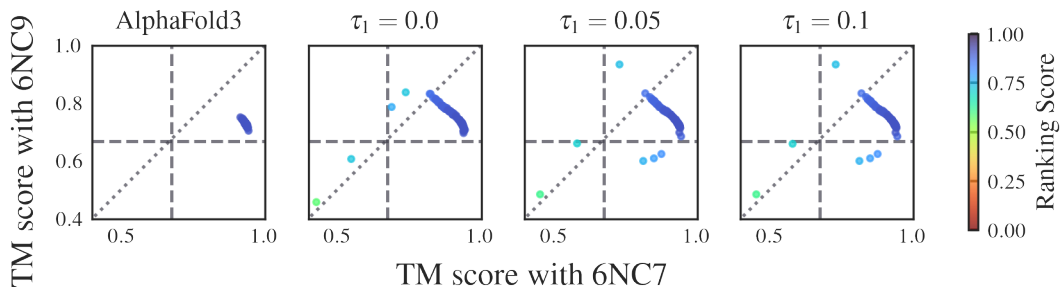 AlphaFold3
τ₁ = 0.0
τ₁ = 0.05
τ₁ = 0.1
TM score with 6NC9
1.0
0.8
0.6
0.4
0.5 1.0
0.5 1.0
0.5 1.0
0.5 1.0
TM score with 6NC7
1.00
0.75
0.50
0.25
0.00
Ranking Score